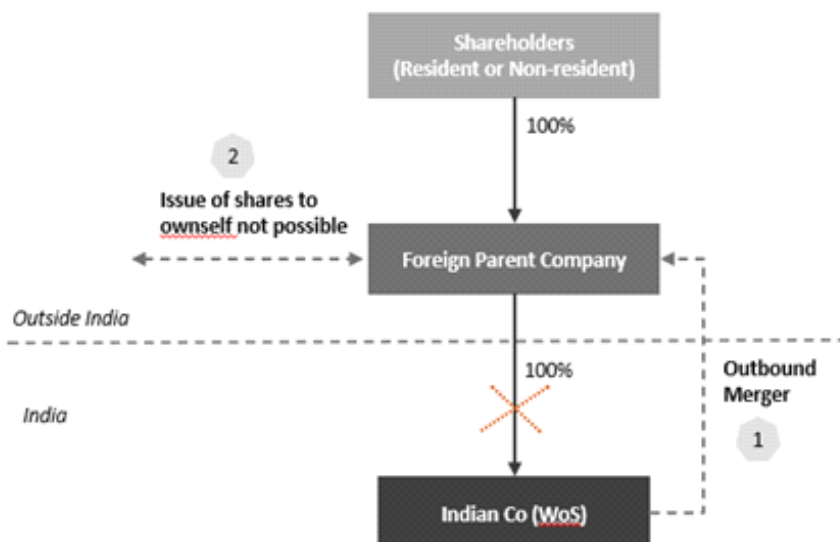 Shareholders
(Resident or Non-resident)
100%
2
Issue of shares to
ownself not possible
Foreign Parent Company
Outside India
100%
Outbound
Merger
India
1
Indian Co (WoS)